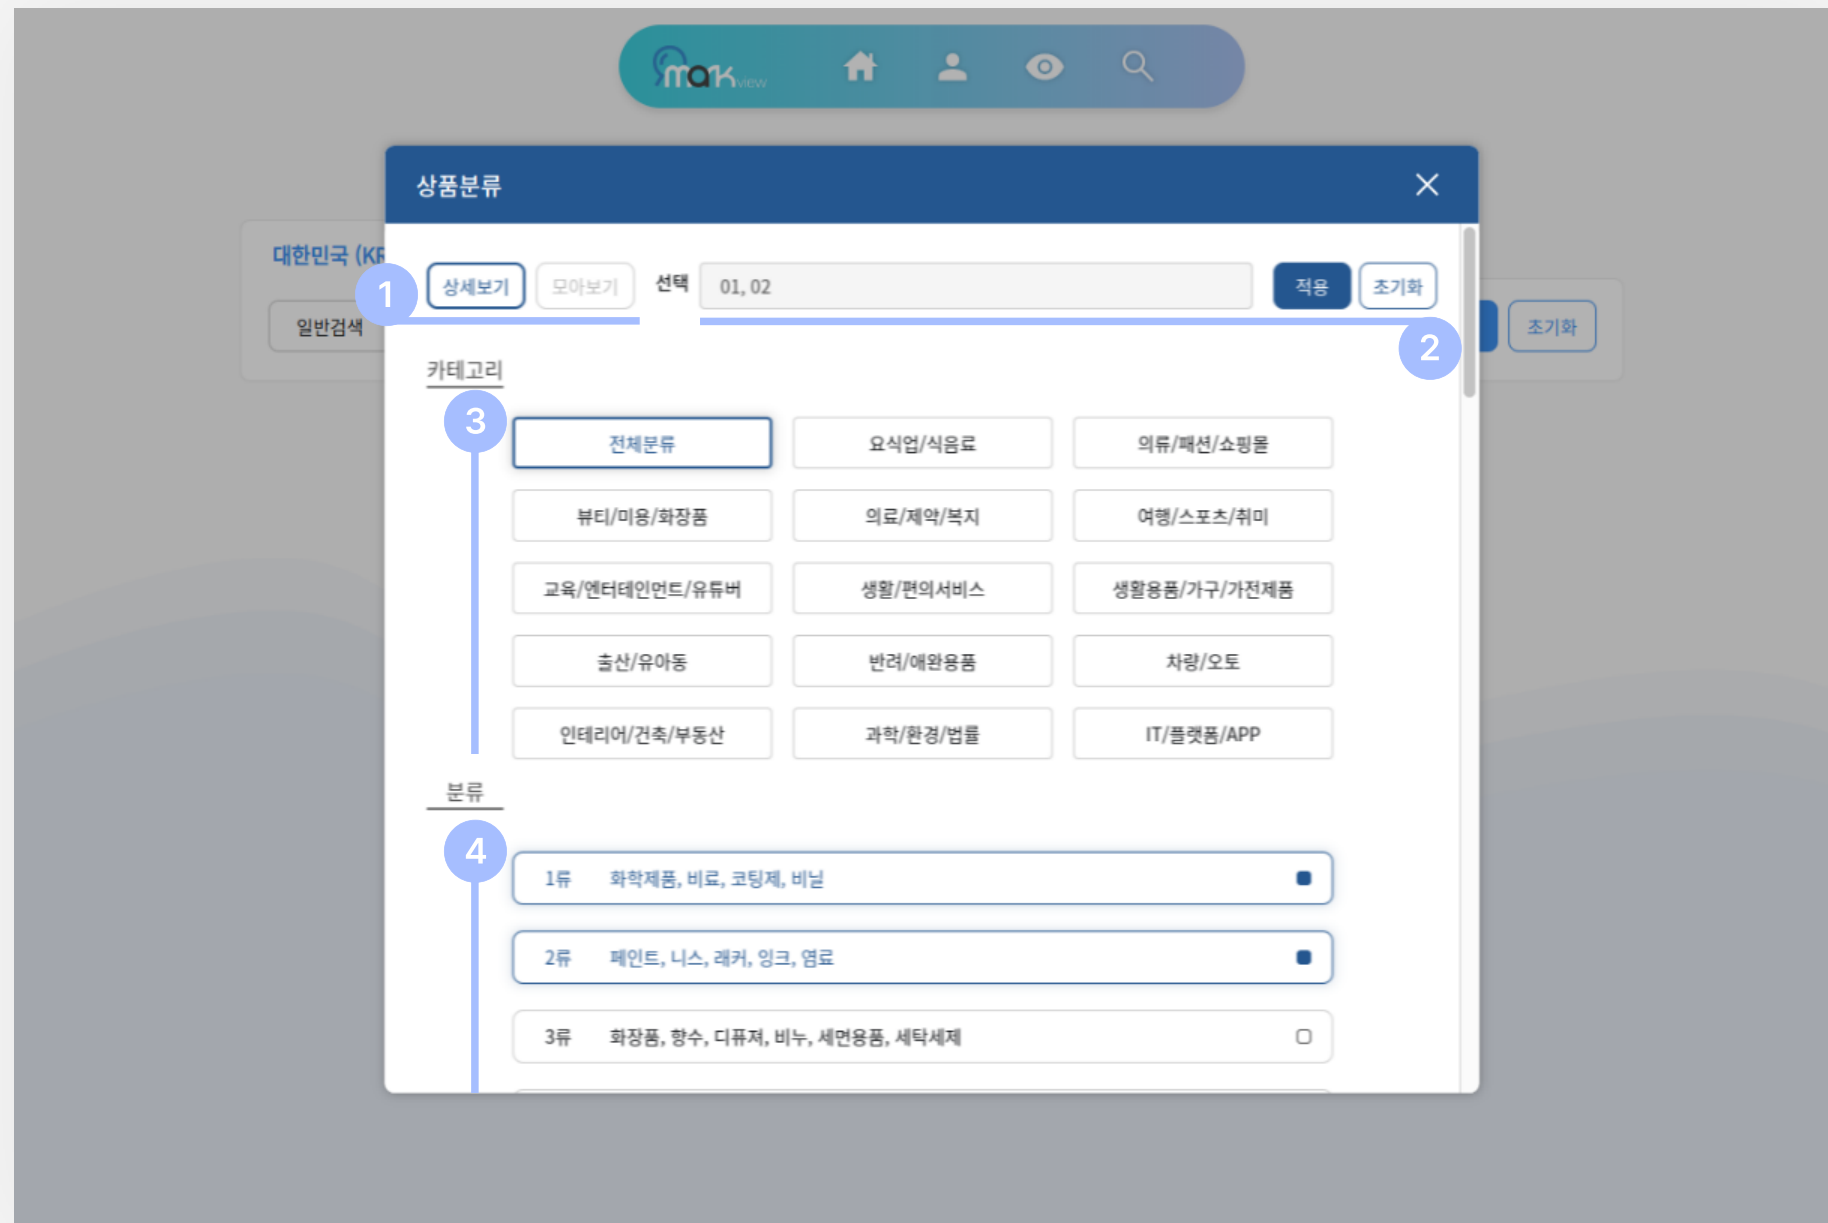 mark view
상품분류
대한민국 (KR
1
상세보기
모아보기
선택
01, 02
적용
초기화
일반검색
초기화
2
카테고리
3
전체분류
요식업/식음료
의류/패션/쇼핑몰
뷰티/미용/화장품
의료/제약/복지
여행/스포츠/취미
교육/엔터테인먼트/유튜버
생활/편의서비스
생활용품/가구/가전제품
출산/유아동
반려/애완용품
차량/오토
인테리어/건축/부동산
과학/환경/법률
IT/플랫폼/APP
분류
4
1류 화학제품, 비료, 코팅제, 비닐
2류 페인트, 니스, 래커, 잉크, 염료
3류 화장품, 향수, 디퓨져, 비누, 세면용품, 세탁세제